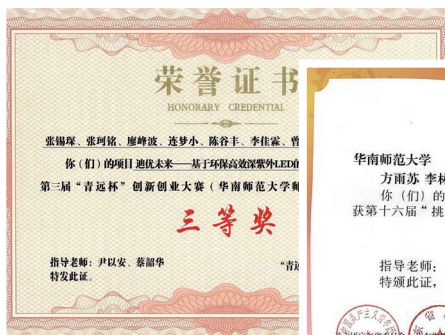 荣誉证书
HONORARY CREDENTIAL
张锡琛、张珂铭、廖峰波、连梦小、陈谷丰、李佳霖、曾
你(们)的项目迪优未来——基于环保高效深紫外LED的
第三届“青远杯”创新创业大赛(华南师范大学师
三等奖
指导老师:尹以安、蔡韶华
特发此证。
“青远
华南师范大学
方雨苏 李林
你(们)的
获第十六届“挑
指导老师:
特颁此证,